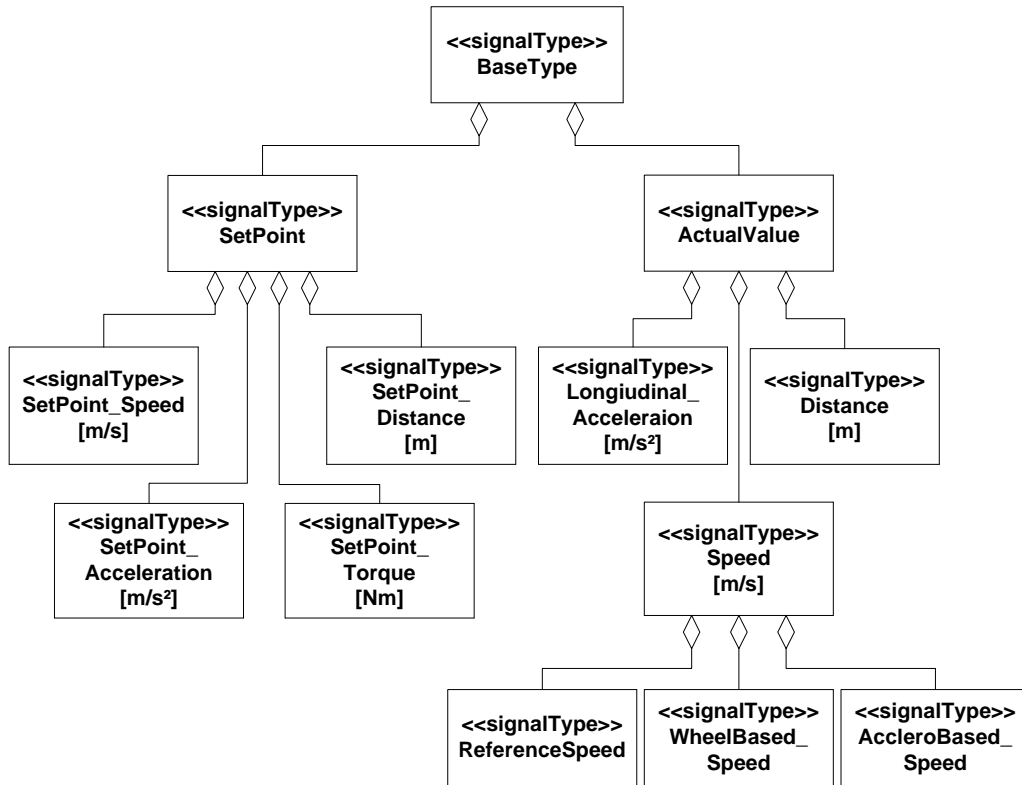 <<signalType>>
BaseType
<<signalType>>
SetPoint
<<signalType>>
ActualValue
<<signalType>>
SetPoint_Speed
[m/s]
<<signalType>>
SetPoint_
Distance
[m]
<<signalType>>
Longiudinal_
Acceleraion
[m/s²]
<<signalType>>
Distance
[m]
<<signalType>>
SetPoint_
Acceleration
[m/s²]
<<signalType>>
SetPoint_
Torque
[Nm]
<<signalType>>
Speed
[m/s]
<<signalType>>
ReferenceSpeed
<<signalType>>
WheelBased_
Speed
<<signalType>>
AccleroBased_
Speed